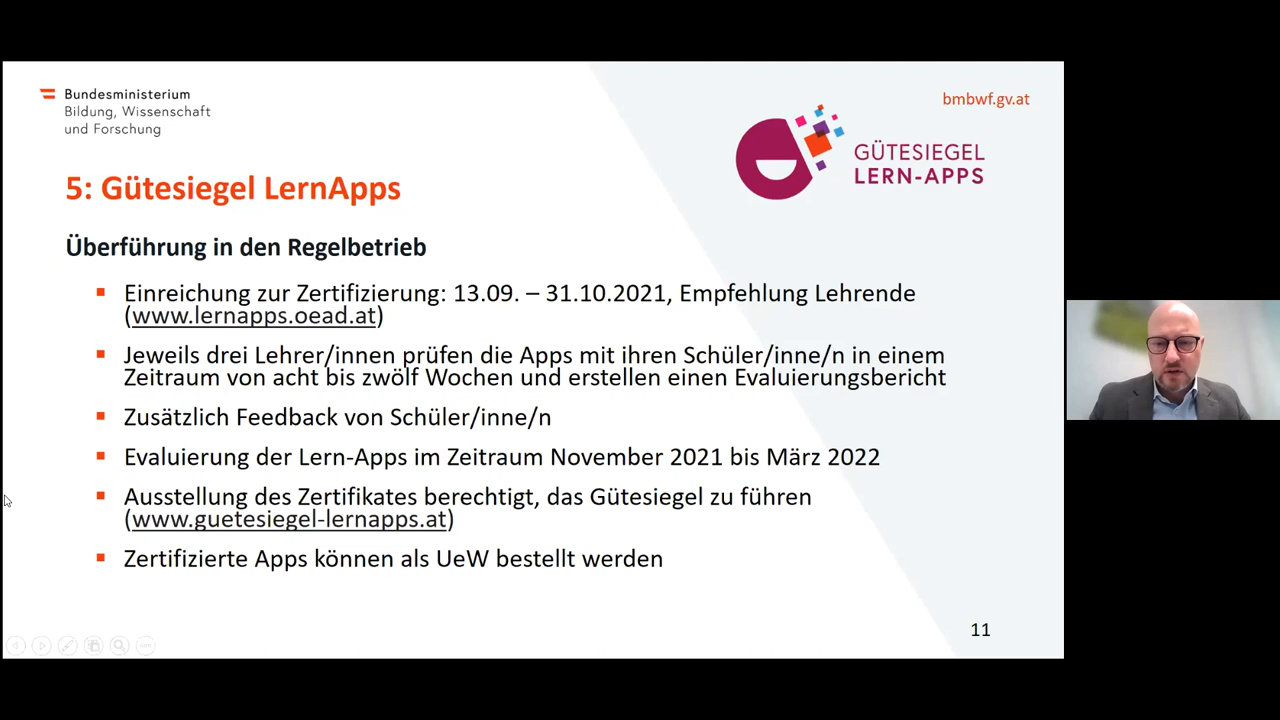 Bundesministerium
Bildung, Wissenschaft
und Forschung
bmbwf.gv.at
GÜTESIEGEL
LERN-APPS
5: Gütesiegel LernApps
Überführung in den Regelbetrieb
Einreichung zur Zertifizierung: 13.09. – 31.10.2021, Empfehlung Lehrende
(www.lernapps.oead.at)
Jeweils drei Lehrer/innen prüfen die Apps mit ihren Schüler/inne/n in einem
Zeitraum von acht bis zwölf Wochen und erstellen einen Evaluierungsbericht
Zusätzlich Feedback von Schüler/inne/n
Evaluierung der Lern-Apps im Zeitraum November 2021 bis März 2022
Ausstellung des Zertifikates berechtigt, das Gütesiegel zu führen
(www.guetesiegel-lernapps.at)
Zertifizierte Apps können als UeW bestellt werden
11